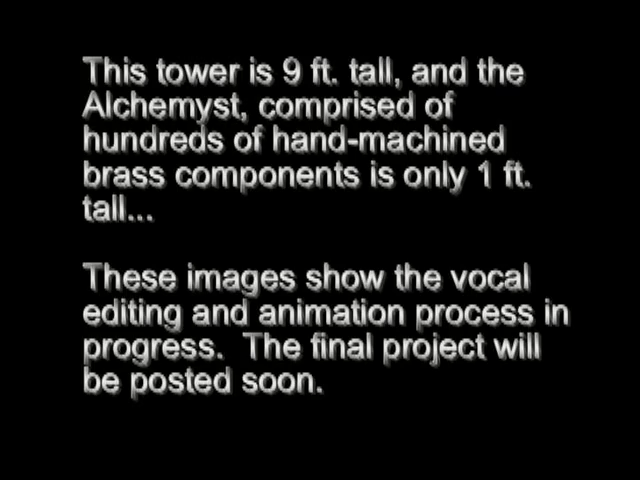 This tower is 9 ft. tall, and the
Alchemyst, comprised of
hundreds of hand-machined
brass components is only 1 ft.
tall...
These images show the vocal
editing and animation process in
progress.  The final project will
be posted soon.